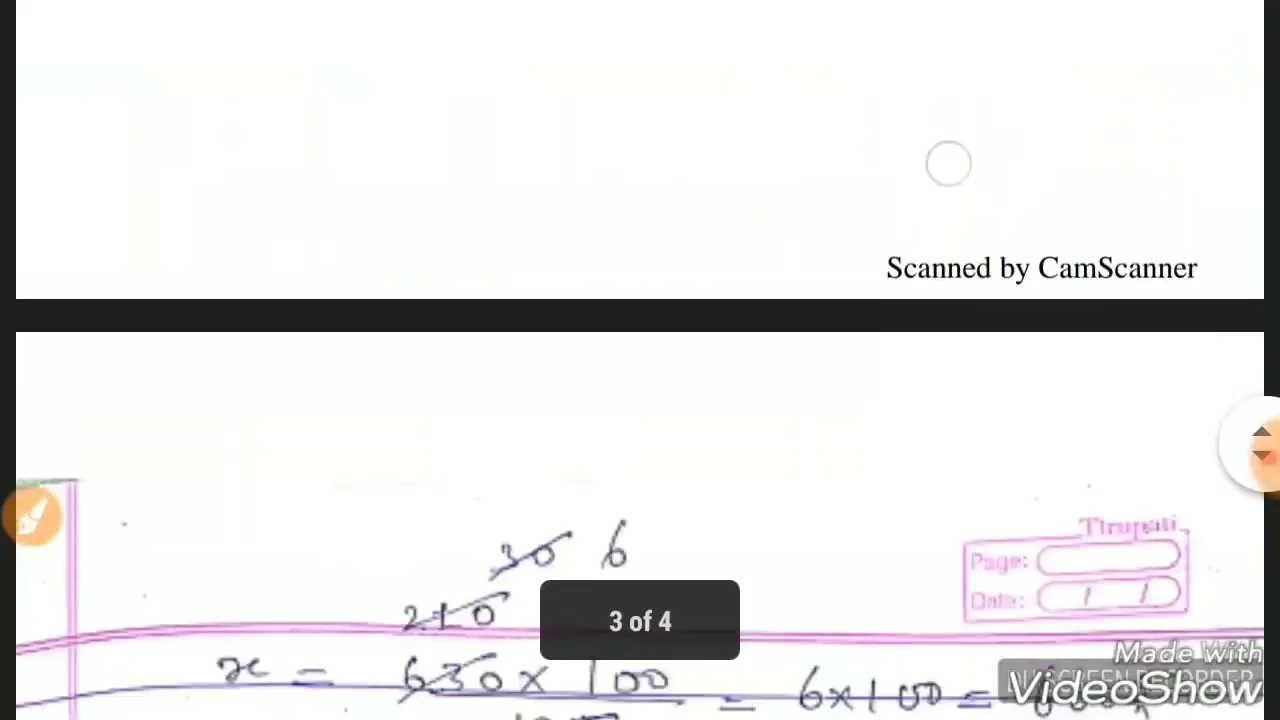 Scanned by CamScanner
Tirupati
Page:
Date: / /
30 6
210
3 of 4
x = 630 x 100 = 6x100 =
Made With
VideoShow